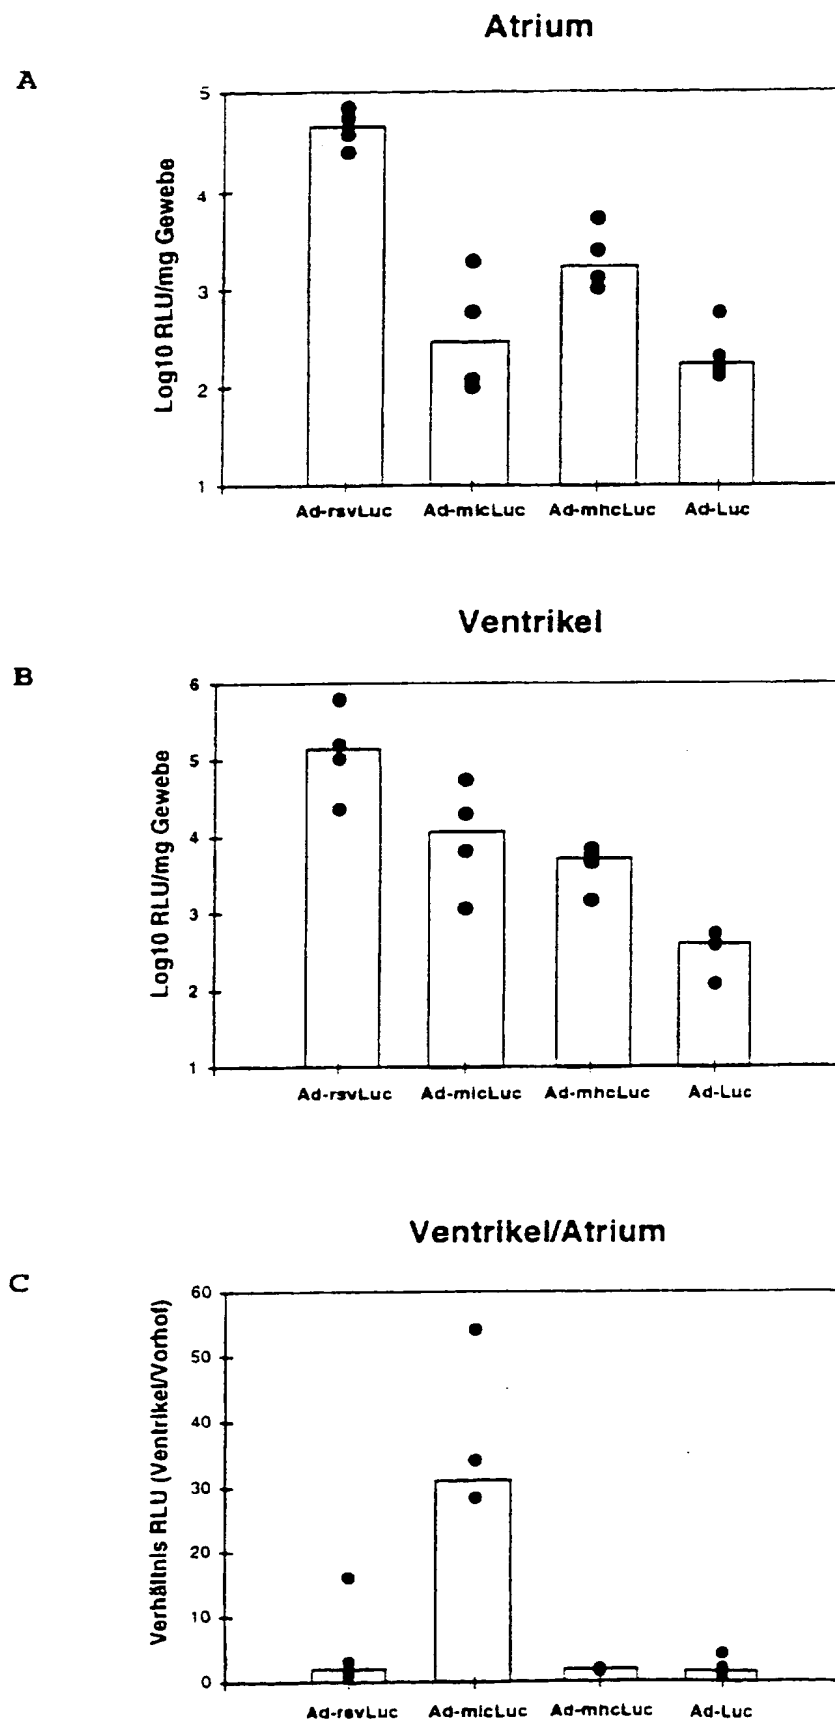 Atrium
A
Log10 RLU/mg Gewebe
5
4
3
2
1
Ad-rsvLuc Ad-mlcLuc Ad-mhcLuc Ad-Luc
Ventrikel
B
Log10 RLU/mg Gewebe
6
5
4
3
2
1
Ad-rsvLuc Ad-mlcLuc Ad-mhcLuc Ad-Luc
Ventrikel/Atrium
C
Verhältnis RLU (Ventrikel/Vorhof)
60
50
40
30
20
10
0
Ad-rsvLuc Ad-mlcLuc Ad-mhcLuc Ad-Luc